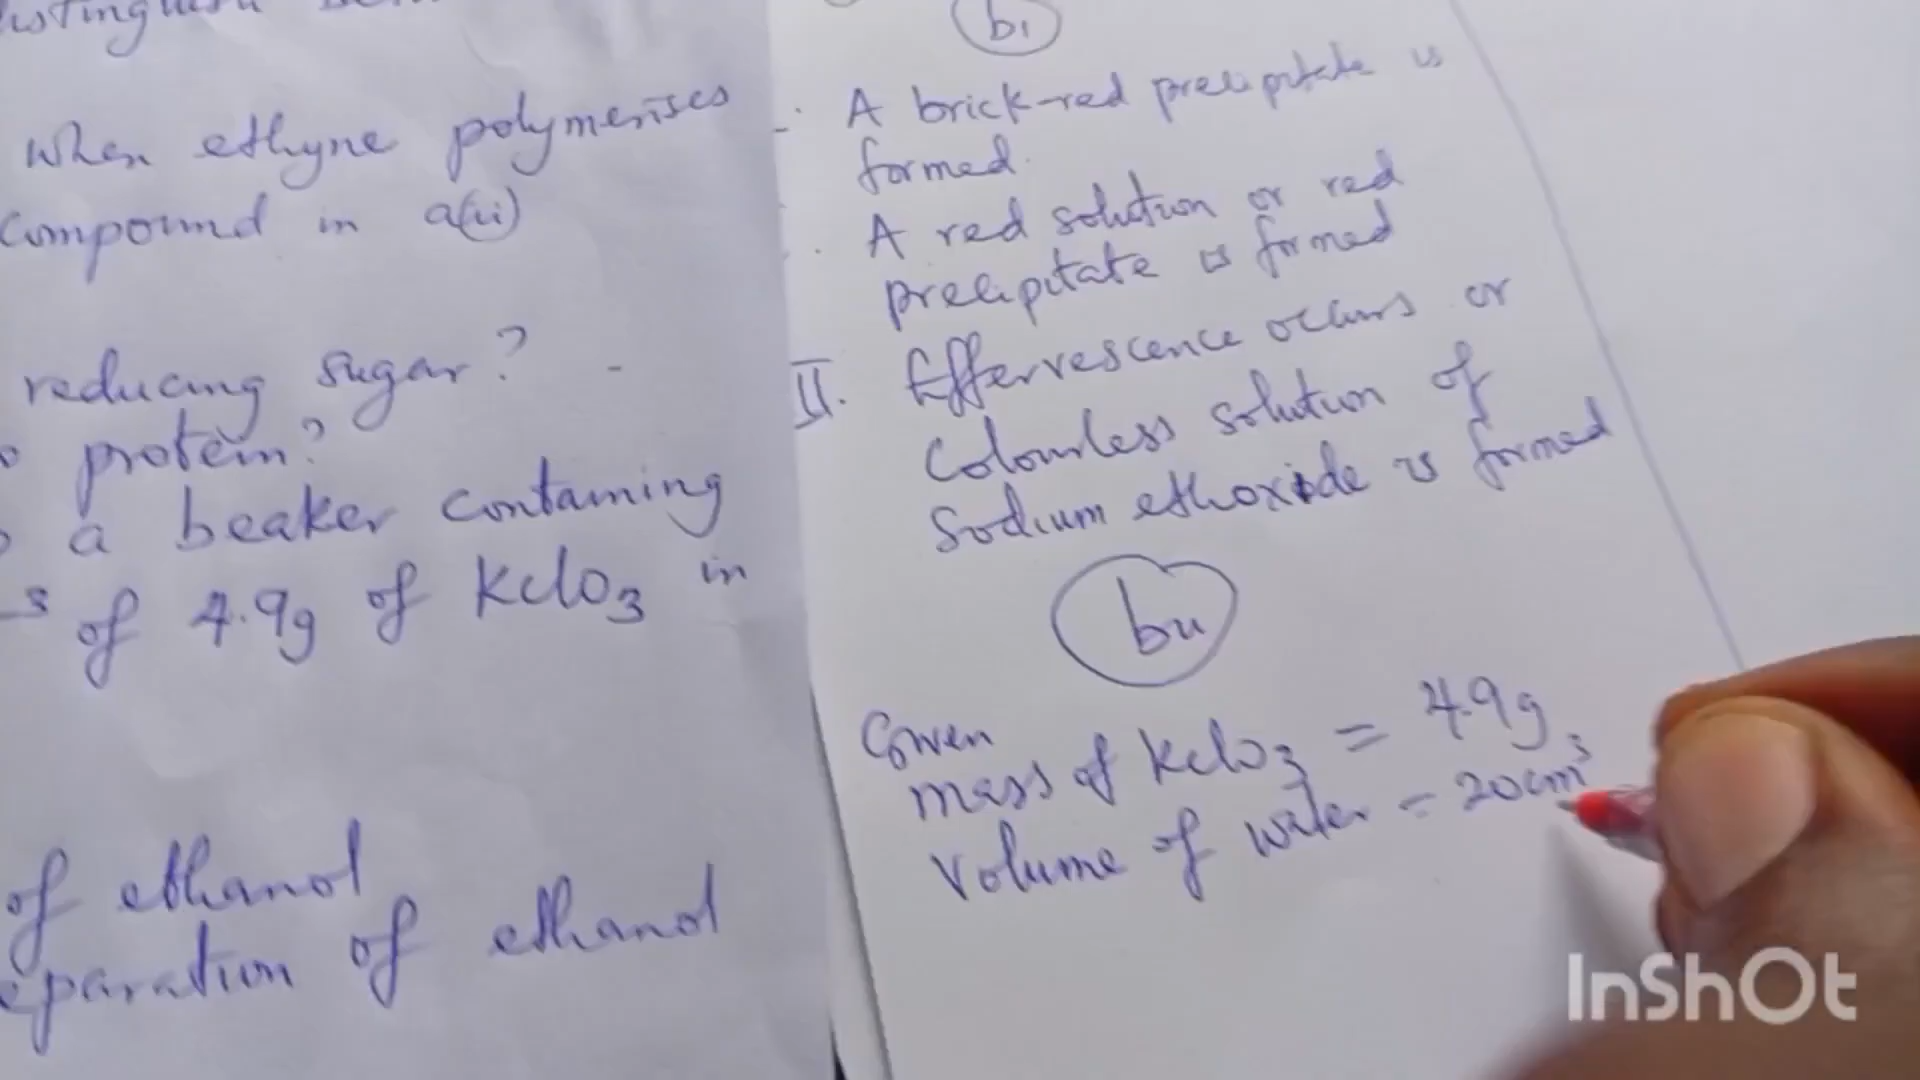 When ethyne polymerises
compound in a(ii)
reducing sugar?
protein?
a beaker containing
of 4.9g of KClO3 in
of ethanol
eparation of ethanol
bi
A brick-red precipitate is
formed.
A red solution or red
precipitate is formed
II. Effervescence occurs or
Colourless solution of
Sodium ethoxide is formed
bii
Given
mass of KClO3 = 4.9g
Volume of water = 20cm³
InShOt